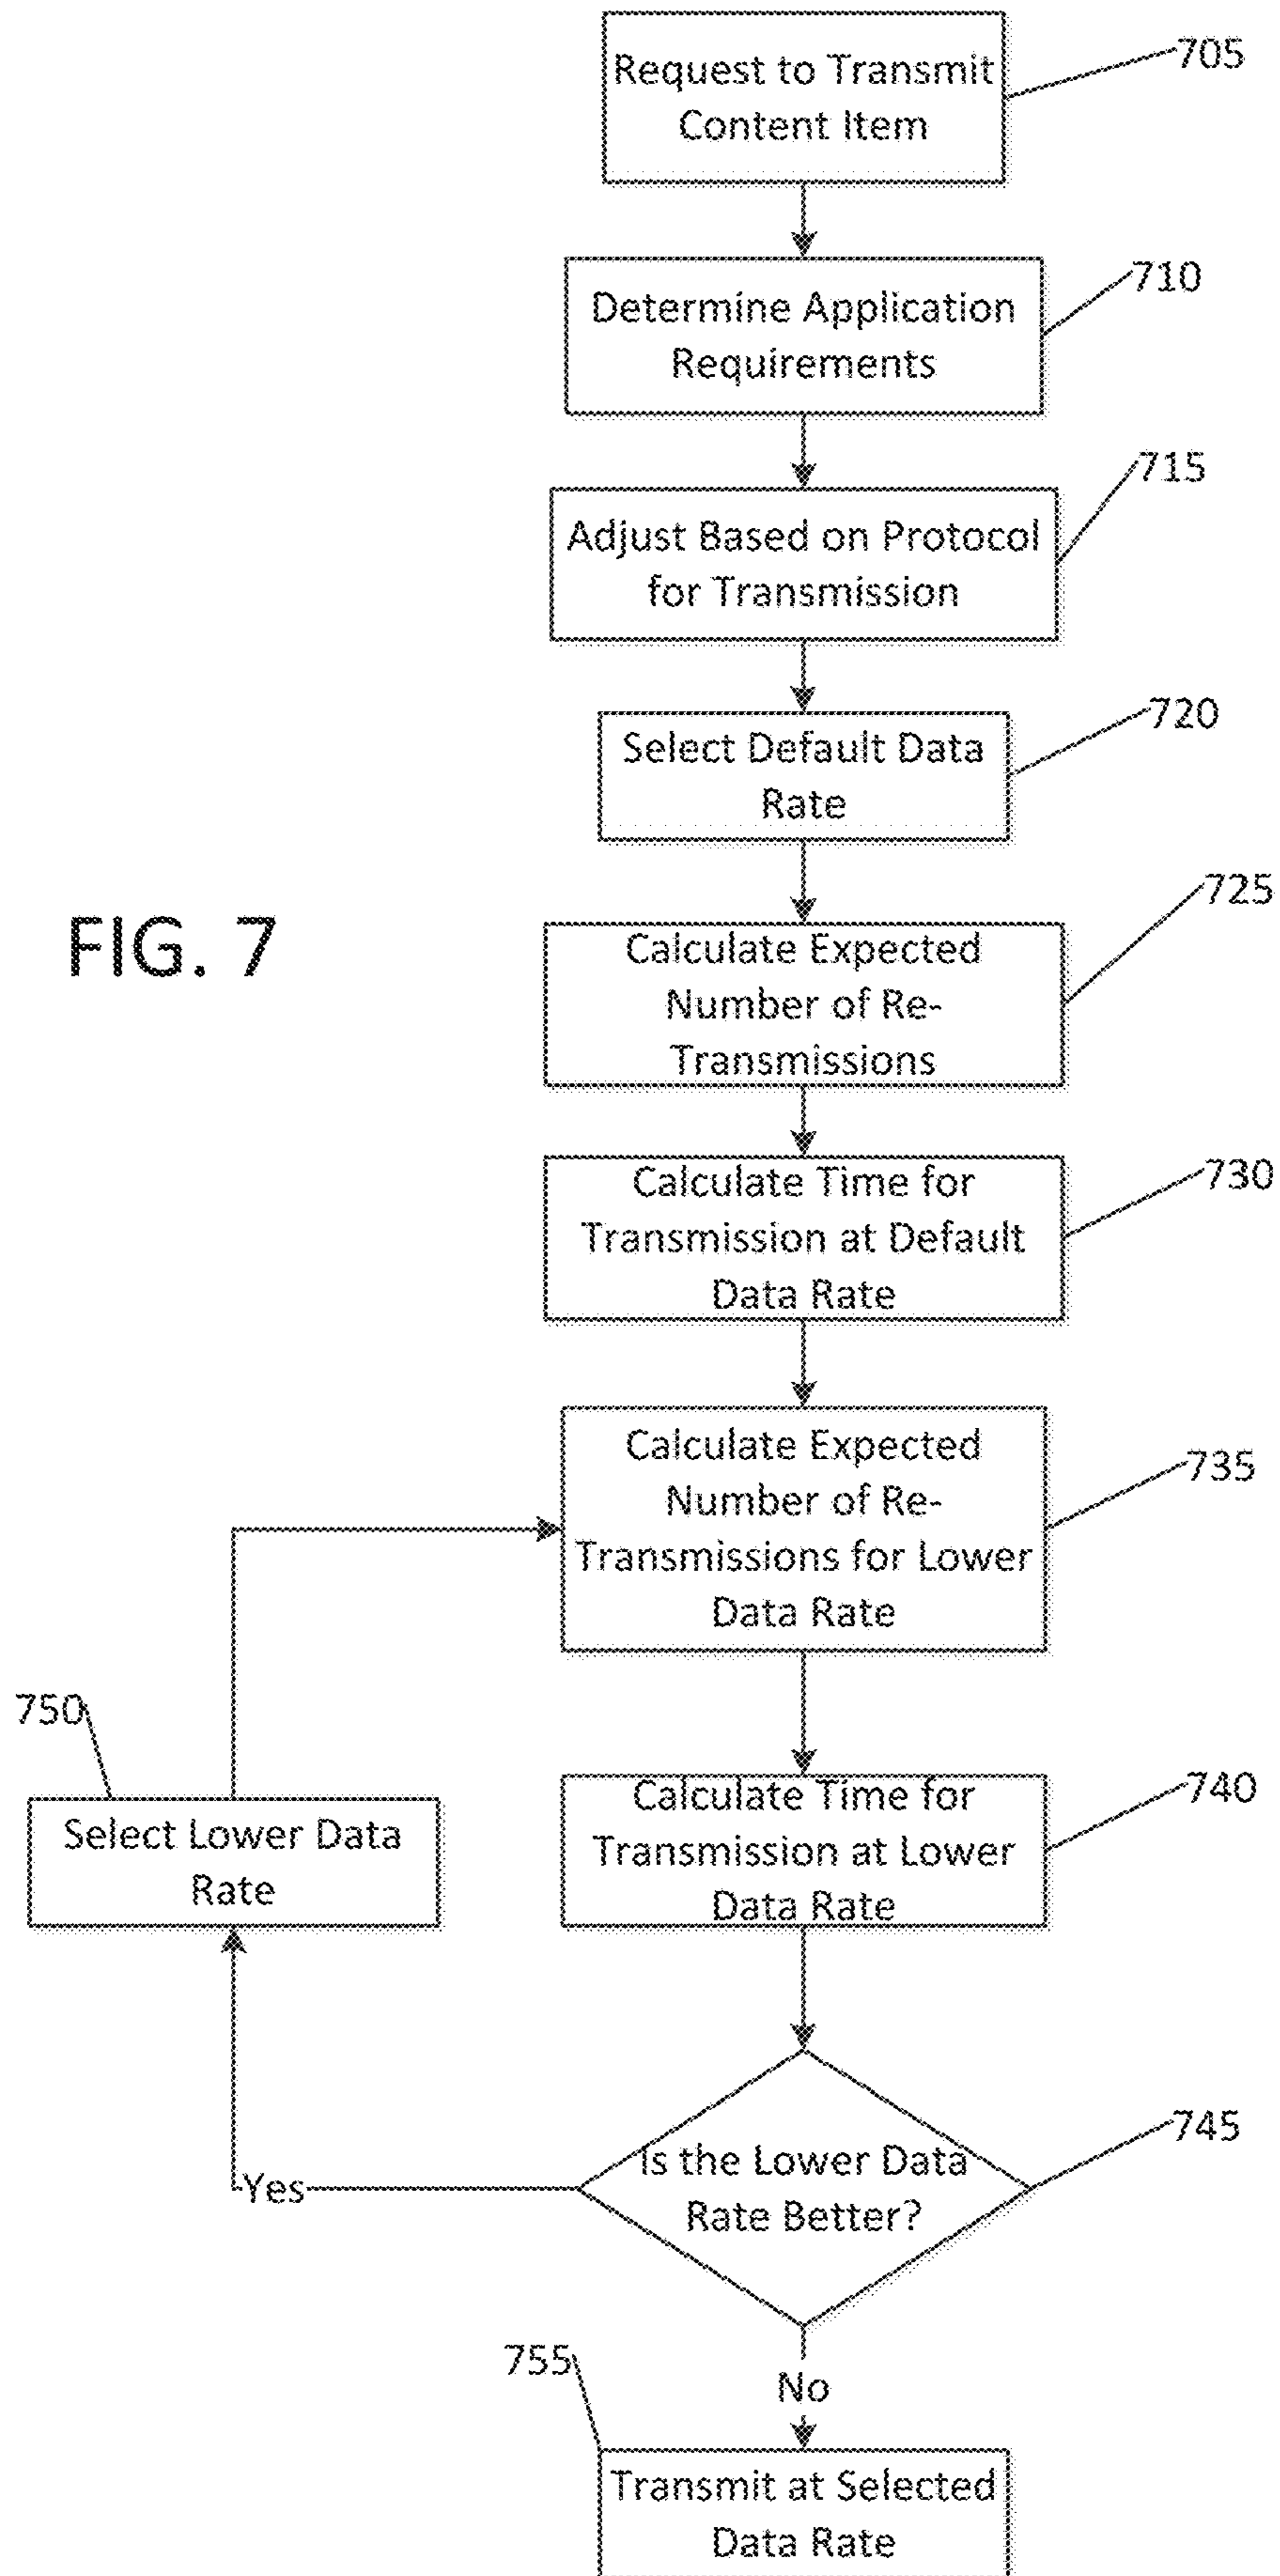 Request to Transmit
Content Item
705
Determine Application
Requirements
710
Adjust Based on Protocol
for Transmission
715
Select Default Data
Rate
720
FIG. 7
Calculate Expected
Number of Re-
Transmissions
725
Calculate Time for
Transmission at Default
Data Rate
730
Calculate Expected
Number of Re-
Transmissions for Lower
Data Rate
735
750
Select Lower Data
Rate
Calculate Time for
Transmission at Lower
Data Rate
740
Is the Lower Data
Rate Better?
745
Yes
No
755
Transmit at Selected
Data Rate